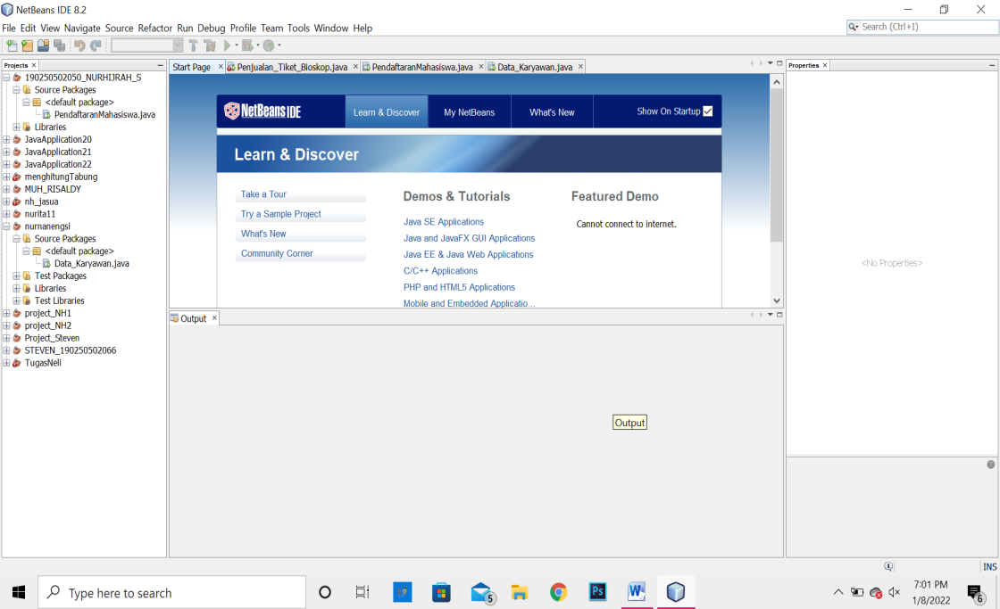 NetBeans IDE 8.2
File Edit View Navigate Source Refactor Run Debug Profile Team Tools Window Help
Search (Ctrl+I)
Projects
190250502050_NURHIJRAH_S
Source Packages
<default package>
PendaftaranMahasiswa.java
Libraries
JavaApplication20
JavaApplication21
JavaApplication22
menghitungTabung
MUH_RISALDY
nh_jasua
nurita11
nurnanengsi
Source Packages
<default package>
Data_Karyawan.java
Test Packages
Libraries
Test Libraries
project_NH1
project_NH2
Project_Steven
STEVEN_190250502066
TugasNeli
Start Page Penjualan_Tiket_Bioskop.java PendaftaranMahasiswa.java Data_Karyawan.java
NetBeans IDE
Learn & Discover My NetBeans What's New Show On Startup
Learn & Discover
Take a Tour
Try a Sample Project
What's New
Community Corner
Demos & Tutorials
Java SE Applications
Java and JavaFX GUI Applications
Java EE & Java Web Applications
C/C++ Applications
PHP and HTML5 Applications
Mobile and Embedded Applicatio...
Featured Demo
Cannot connect to internet.
Output
Output
Properties
<No Properties>
INS
Type here to search
5
Ps
W
7:01 PM
1/8/2022
6